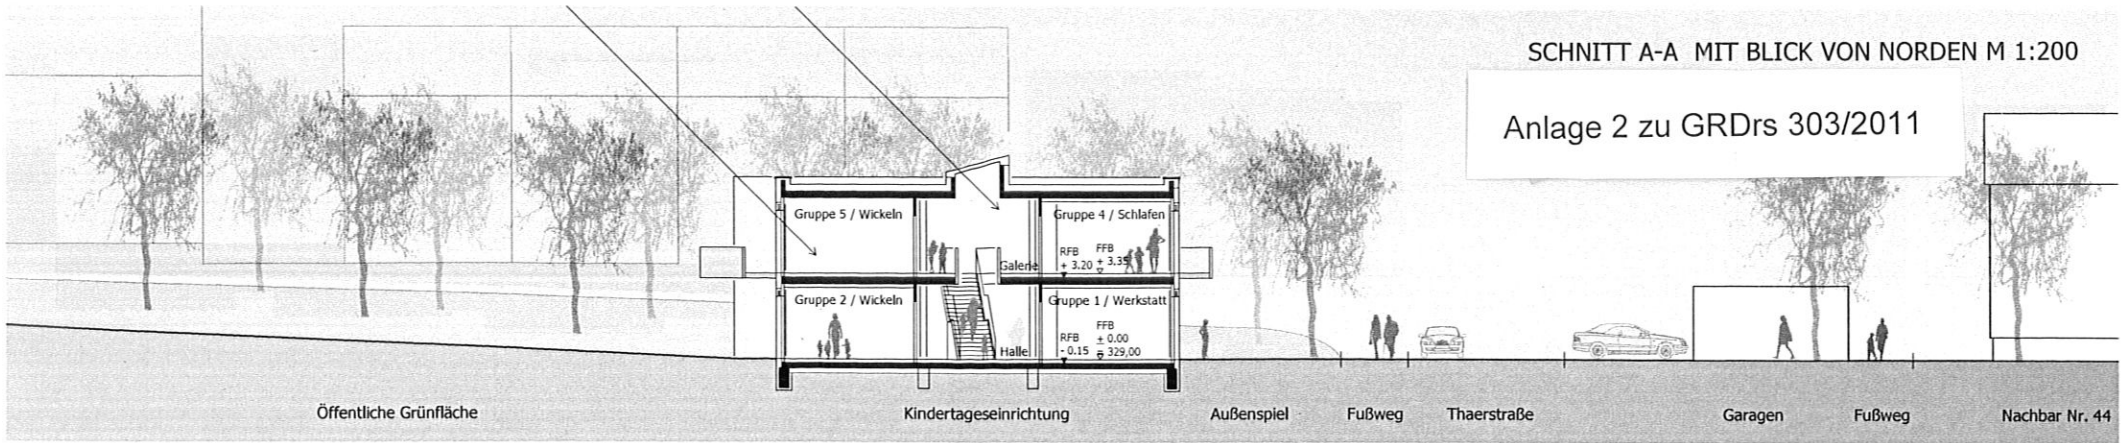 SCHNITT A-A MIT BLICK VON NORDEN M 1:200
Anlage 2 zu GRDrs 303/2011
Gruppe 5 / Wickeln
Gruppe 4 / Schlafen
RFB
FFB
+ 3.20
+ 3.35
Galerie
Gruppe 2 / Wickeln
Gruppe 1 / Werkstatt
FFB
RFB
± 0.00
- 0.15
329,00
Halle
Öffentliche Grünfläche
Kindertageseinrichtung
Außenspiel
Fußweg
Thaerstraße
Garagen
Fußweg
Nachbar Nr. 44